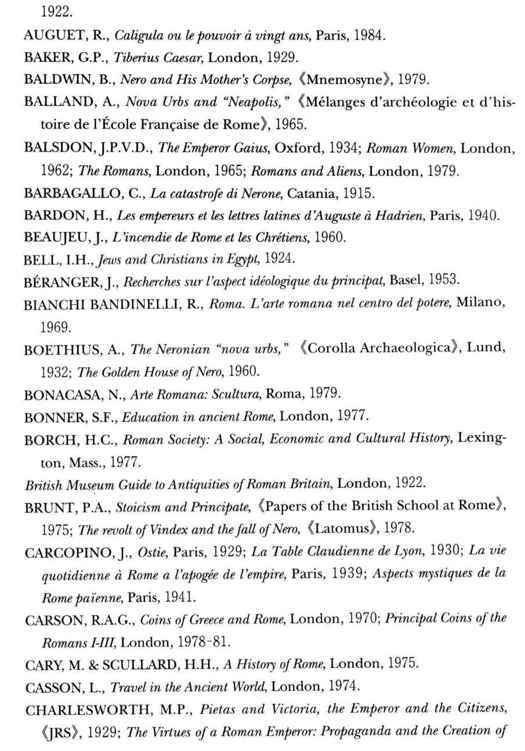 1922.
AUGUET, R., Caligula ou le pouvoir à vingt ans, Paris, 1984.
BAKER, G.P., Tiberius Caesar, London, 1929.
BALDWIN, B., Nero and His Mother's Corpse, 《Mnemosyne》, 1979.
BALLAND, A., Nova Urbs and "Neapolis," 《Mélanges d'archéologie et d'his-
toire de l'École Française de Rome》, 1965.
BALSDON, J.P.V.D., The Emperor Gaius, Oxford, 1934; Roman Women, London,
1962; The Romans, London, 1965; Romans and Aliens, London, 1979.
BARBAGALLO, C., La catastrofe di Nerone, Catania, 1915.
BARDON, H., Les empereurs et les lettres latines d'Auguste à Hadrien, Paris, 1940.
BEAUJEU, J., L'incendie de Rome et les Chrétiens, 1960.
BELL, I.H., Jews and Christians in Egypt, 1924.
BÉRANGER, J., Recherches sur l'aspect idéologique du principat, Basel, 1953.
BIANCHI BANDINELLI, R., Roma. L'arte romana nel centro del potere, Milano,
1969.
BOETHIUS, A., The Neronian "nova urbs," 《Corolla Archaeologica》, Lund,
1932; The Golden House of Nero, 1960.
BONACASA, N., Arte Romana: Scultura, Roma, 1979.
BONNER, S.F., Education in ancient Rome, London, 1977.
BORCH, H.C., Roman Society: A Social, Economic and Cultural History, Lexing-
ton, Mass., 1977.
British Museum Guide to Antiquities of Roman Britain, London, 1922.
BRUNT, P.A., Stoicism and Principate, 《Papers of the British School at Rome》,
1975; The revolt of Vindex and the fall of Nero, 《Latomus》, 1978.
CARCOPINO, J., Ostie, Paris, 1929; La Table Claudienne de Lyon, 1930; La vie
quotidienne à Rome a l'apogée de l'empire, Paris, 1939; Aspects mystiques de la
Rome païenne, Paris, 1941.
CARSON, R.A.G., Coins of Greece and Rome, London, 1970; Principal Coins of the
Romans I-III, London, 1978-81.
CARY, M. & SCULLARD, H.H., A History of Rome, London, 1975.
CASSON, L., Travel in the Ancient World, London, 1974.
CHARLESWORTH, M.P., Pietas and Victoria, the Emperor and the Citizens,
《JRS》, 1929; The Virtues of a Roman Emperor: Propaganda and the Creation of